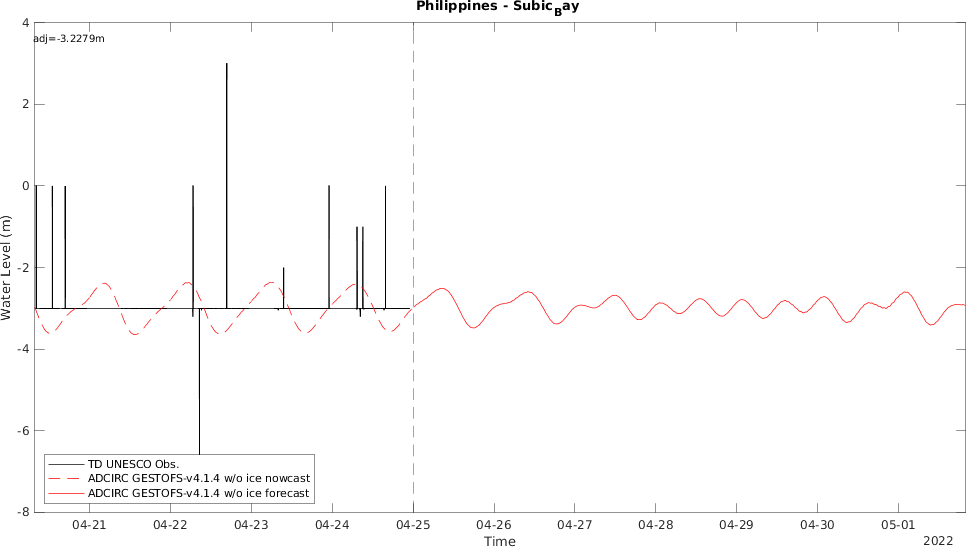 Philippines - Subic_Bay
adj=-3.2279m
4
2
0
-2
-4
-6
-8
Water Level (m)
TD UNESCO Obs.
ADCIRC GESTOFS-v4.1.4 w/o ice nowcast
ADCIRC GESTOFS-v4.1.4 w/o ice forecast
04-21 04-22 04-23 04-24 04-25 04-26 04-27 04-28 04-29 04-30 05-01
Time
2022